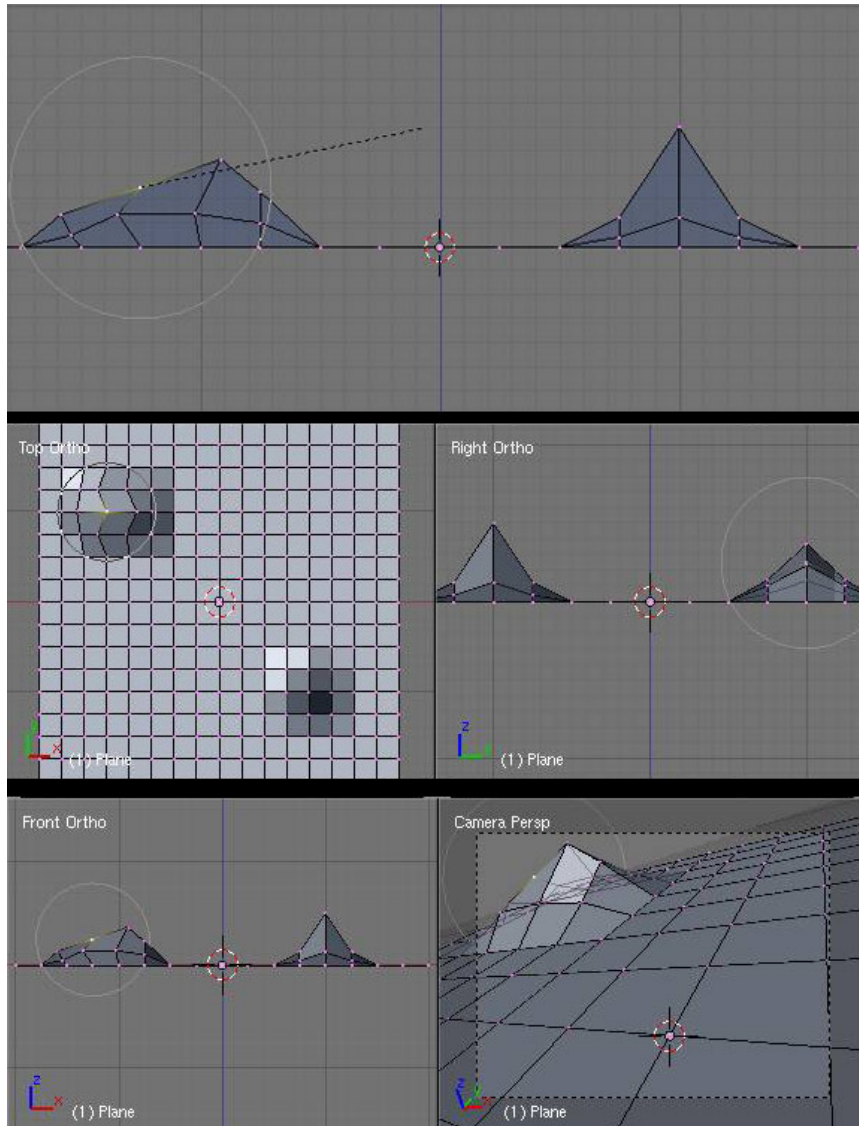 Top Ortho
Right Ortho
x
z
(1) Plane
(1) Plane
Front Ortho
Camera Persp
z
x
z
x
(1) Plane
(1) Plane